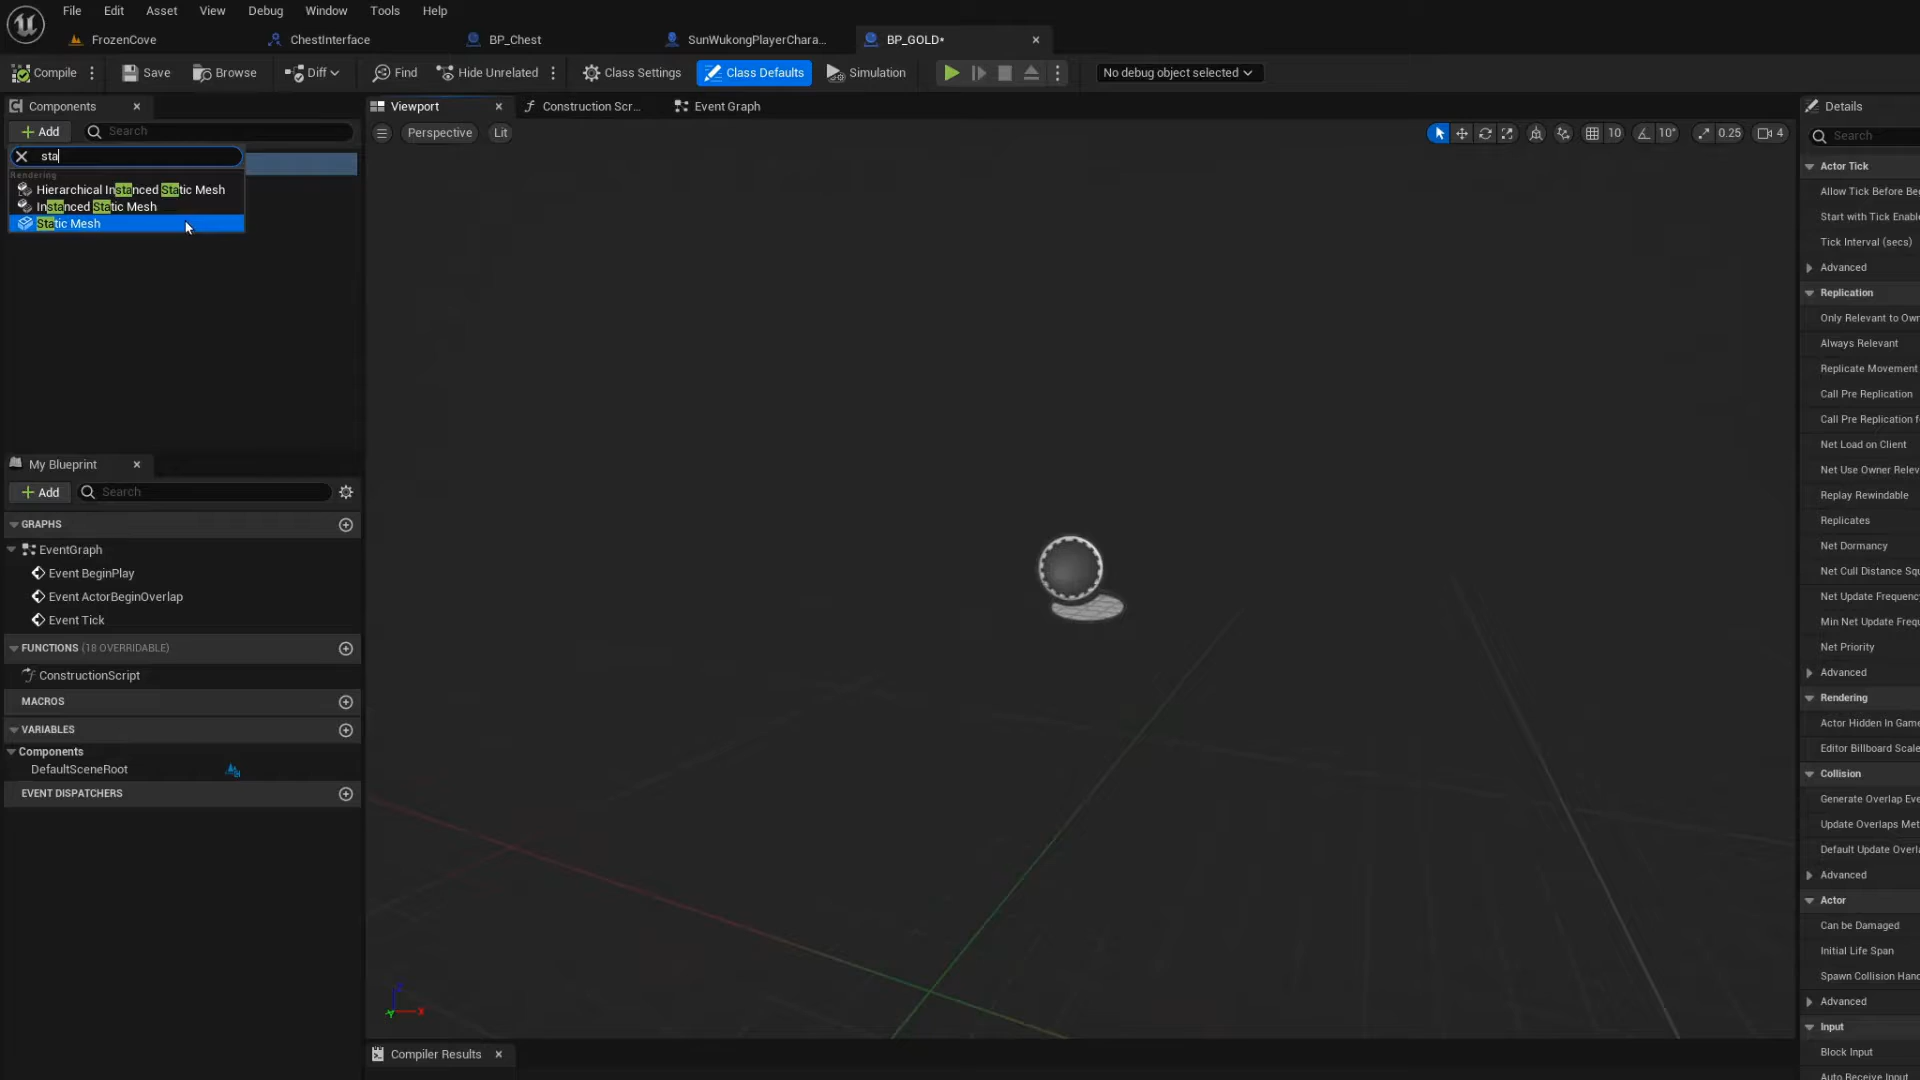 File Edit Asset View Debug Window Tools Help
FrozenCove ChestInterface BP_Chest SunWukongPlayerChara... BP_GOLD*
Compile Save Browse Diff Find Hide Unrelated Class Settings Class Defaults Simulation No debug object selected
Components Viewport Construction Scr... Event Graph Details
Add Search Perspective Lit 10 10° 0.25 4 Search
sta
Rendering
Hierarchical Instanced Static Mesh
Instanced Static Mesh
Static Mesh
My Blueprint
Add Search
GRAPHS
EventGraph
Event BeginPlay
Event ActorBeginOverlap
Event Tick
FUNCTIONS (18 OVERRIDABLE)
ConstructionScript
MACROS
VARIABLES
Components
DefaultSceneRoot
EVENT DISPATCHERS
Compiler Results
Actor Tick
Allow Tick Before Be
Start with Tick Enable
Tick Interval (secs)
Advanced
Replication
Only Relevant to Own
Always Relevant
Replicate Movement
Call Pre Replication
Call Pre Replication f
Net Load on Client
Net Use Owner Relev
Replay Rewindable
Replicates
Net Dormancy
Net Cull Distance Squ
Net Update Frequency
Min Net Update Frequ
Net Priority
Advanced
Rendering
Actor Hidden In Game
Editor Billboard Scale
Collision
Generate Overlap Eve
Update Overlaps Met
Default Update Overla
Advanced
Actor
Can be Damaged
Initial Life Span
Spawn Collision Hand
Advanced
Input
Block Input
Auto Receive Input